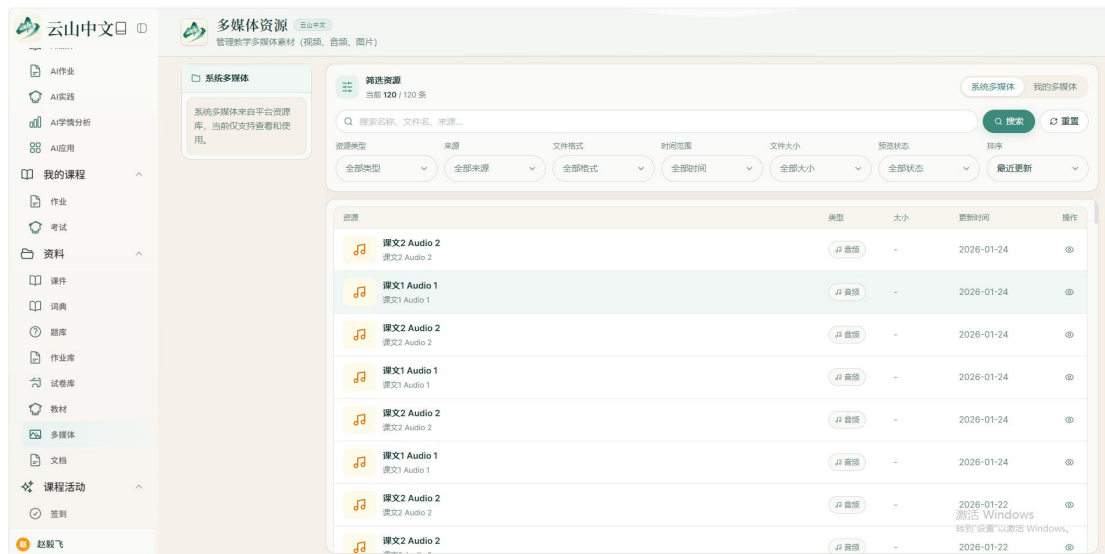 云山中文
AI作业
AI实践
AI学情分析
AI应用
我的课程
作业
考试
资料
课件
词典
题库
作业库
试卷库
教材
多媒体
文档
课程活动
签到
赵 赵毅飞
多媒体资源 云山中文
管理教学多媒体素材（视频、音频、图片）
系统多媒体
系统多媒体来自平台资源
库，当前仅支持查看和使
用。
筛选资源
当前 120 / 120 条
系统多媒体 我的多媒体
搜索名称、文件名、来源...
搜索 重置
资源类型 来源 文件格式 时间范围 文件大小 预览状态 排序
全部类型 全部来源 全部格式 全部时间 全部大小 全部状态 最近更新
资源 类型 大小 更新时间 操作
课文2 Audio 2
课文2 Audio 2
音频 - 2026-01-24
课文1 Audio 1
课文1 Audio 1
音频 - 2026-01-24
课文2 Audio 2
课文2 Audio 2
音频 - 2026-01-24
课文1 Audio 1
课文1 Audio 1
音频 - 2026-01-24
课文2 Audio 2
课文2 Audio 2
音频 - 2026-01-24
课文1 Audio 1
课文1 Audio 1
音频 - 2026-01-24
课文2 Audio 2
课文2 Audio 2
音频 - 2026-01-22
课文2 Audio 2
音频 - 2026-01-22
激活 Windows
转到"设置"以激活 Windows。